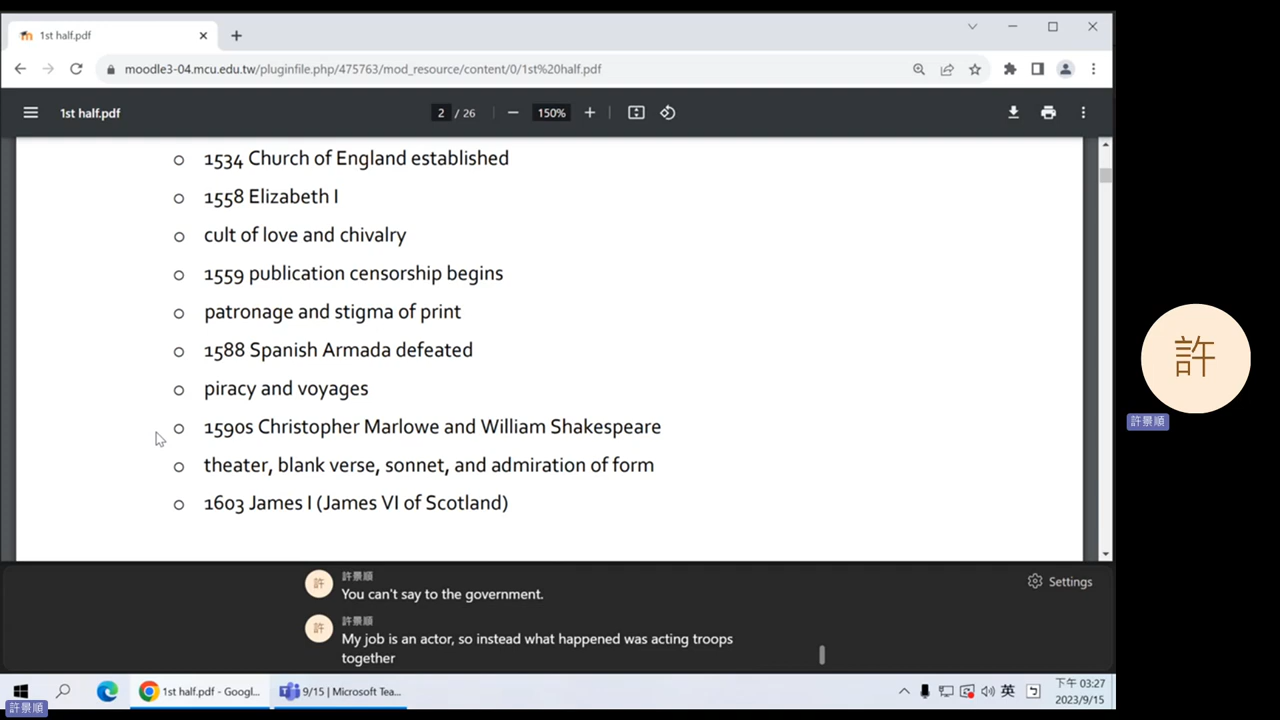 1st half.pdf
moodle3-04.mcu.edu.tw/pluginfile.php/475763/mod_resource/content/0/1st%20half.pdf
1st half.pdf
2 / 26
150%
1534 Church of England established
1558 Elizabeth I
cult of love and chivalry
1559 publication censorship begins
patronage and stigma of print
1588 Spanish Armada defeated
piracy and voyages
1590s Christopher Marlowe and William Shakespeare
theater, blank verse, sonnet, and admiration of form
1603 James I (James VI of Scotland)
許
許景順
許 許景順
You can't say to the government.
Settings
許 許景順
My job is an actor, so instead what happened was acting troops
together
1st half.pdf - Googl...
9/15 | Microsoft Tea...
英
下午 03:27
2023/9/15
許景順